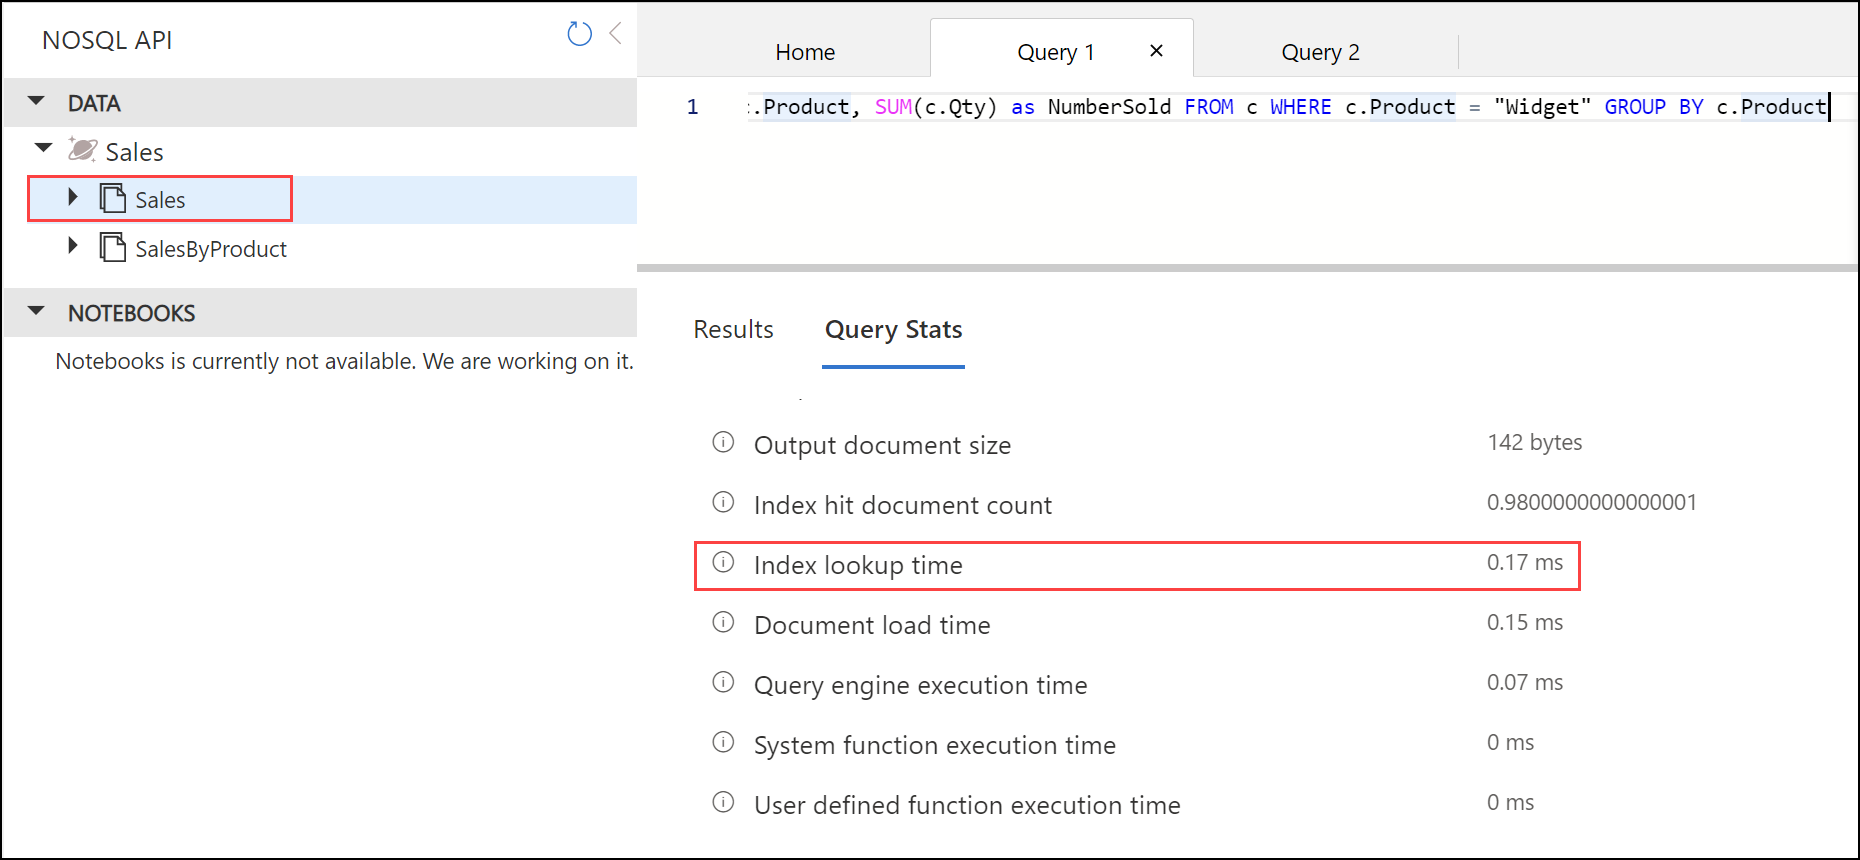 NOSQL API
DATA
Sales
Sales
SalesByProduct
NOTEBOOKS
Notebooks is currently not available. We are working on it.
Home Query 1 Query 2
1 .Product, SUM(c.Qty) as NumberSold FROM c WHERE c.Product = "Widget" GROUP BY c.Product
Results Query Stats
Output document size 142 bytes
Index hit document count 0.9800000000000001
Index lookup time 0.17 ms
Document load time 0.15 ms
Query engine execution time 0.07 ms
System function execution time 0 ms
User defined function execution time 0 ms